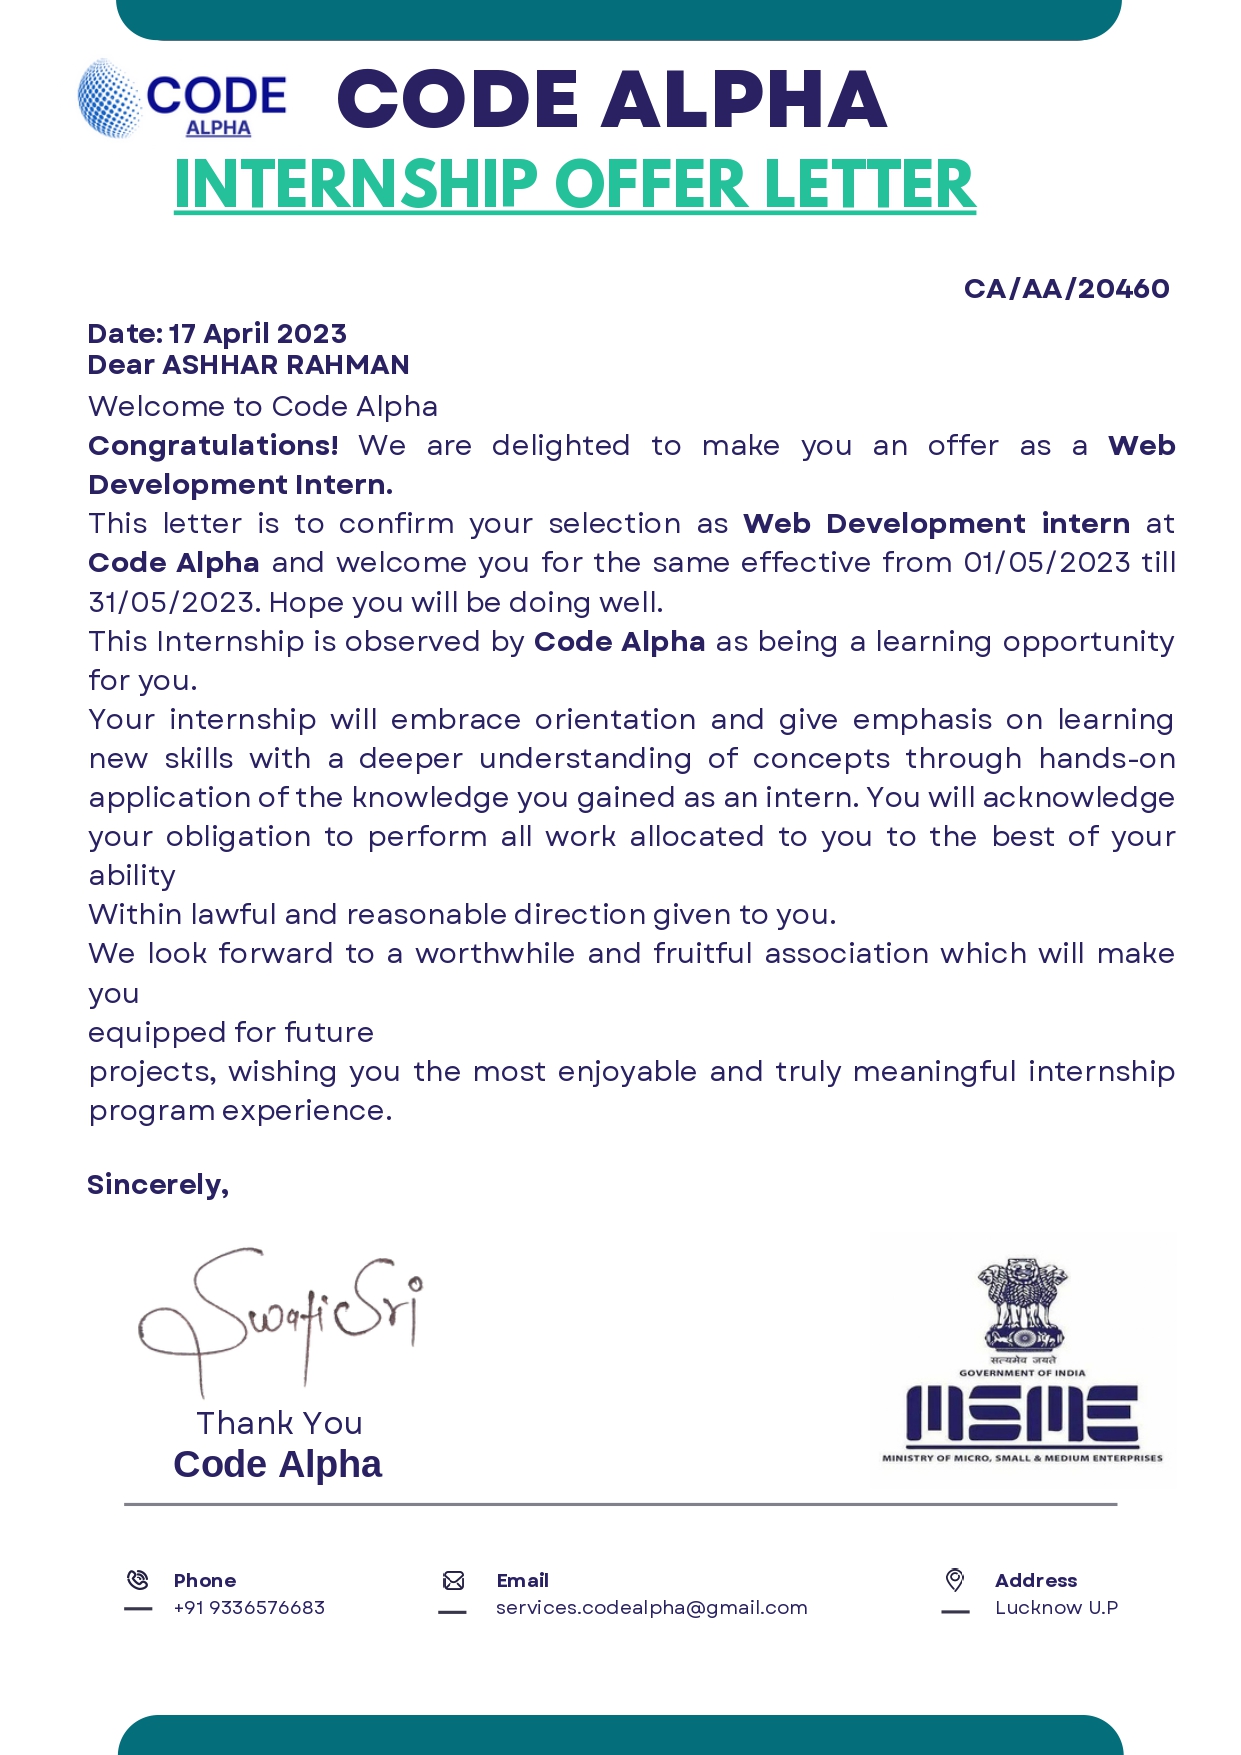 CODE
ALPHA
CODE ALPHA
INTERNSHIP OFFER LETTER
CA/AA/20460
Date: 17 April 2023
Dear ASHHAR RAHMAN
Welcome to Code Alpha
Congratulations! We are delighted to make you an offer as a Web
Development Intern.
This letter is to confirm your selection as Web Development intern at
Code Alpha and welcome you for the same effective from 01/05/2023 till
31/05/2023. Hope you will be doing well.
This Internship is observed by Code Alpha as being a learning opportunity
for you.
Your internship will embrace orientation and give emphasis on learning
new skills with a deeper understanding of concepts through hands-on
application of the knowledge you gained as an intern. You will acknowledge
your obligation to perform all work allocated to you to the best of your
ability
Within lawful and reasonable direction given to you.
We look forward to a worthwhile and fruitful association which will make
you
equipped for future
projects, wishing you the most enjoyable and truly meaningful internship
program experience.
Sincerely,
Swati Sri
Thank You
Code Alpha
सत्यमेव जयते
GOVERNMENT OF INDIA
MSME
MINISTRY OF MICRO, SMALL & MEDIUM ENTERPRISES
Phone
+91 9336576683
Email
services.codealpha@gmail.com
Address
Lucknow U.P